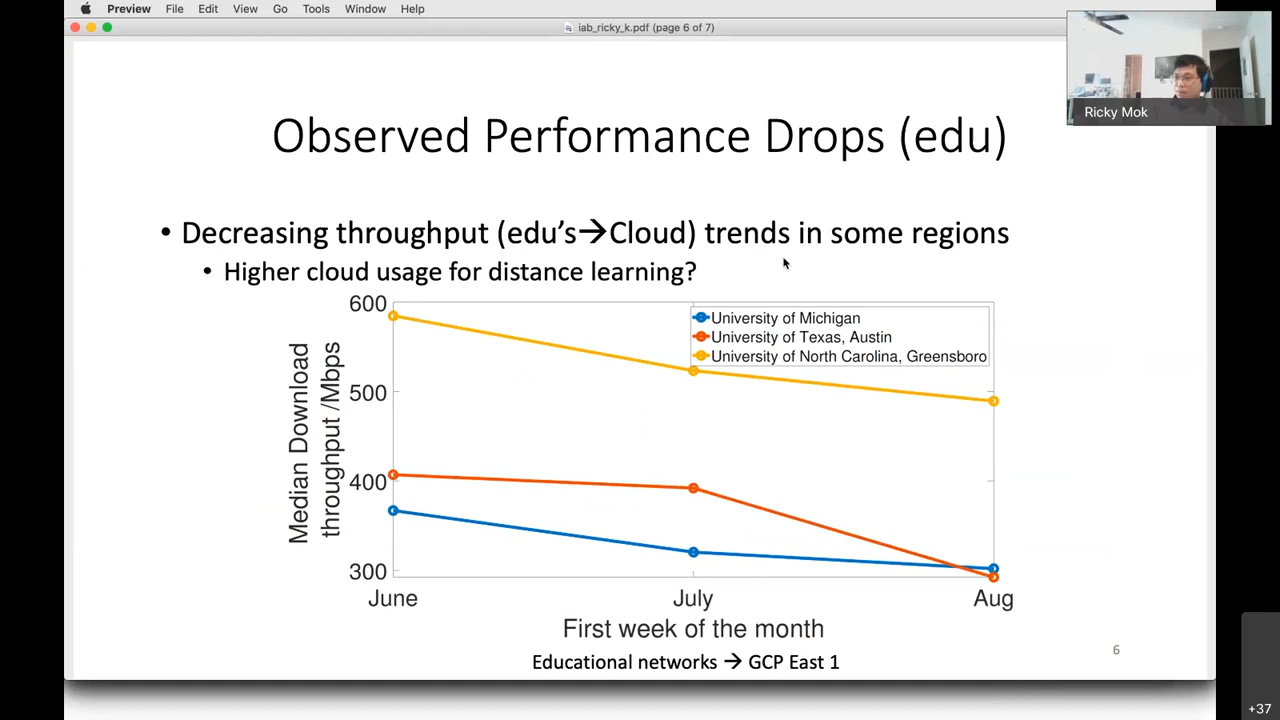 Preview File Edit View Go Tools Window Help
iab_ricky_k.pdf (page 6 of 7)
Ricky Mok
Observed Performance Drops (edu)
• Decreasing throughput (edu's→Cloud) trends in some regions
• Higher cloud usage for distance learning?
Median Download
throughput /Mbps
600
500
400
300
University of Michigan
University of Texas, Austin
University of North Carolina, Greensboro
June July Aug
First week of the month
Educational networks → GCP East 1
6
+37